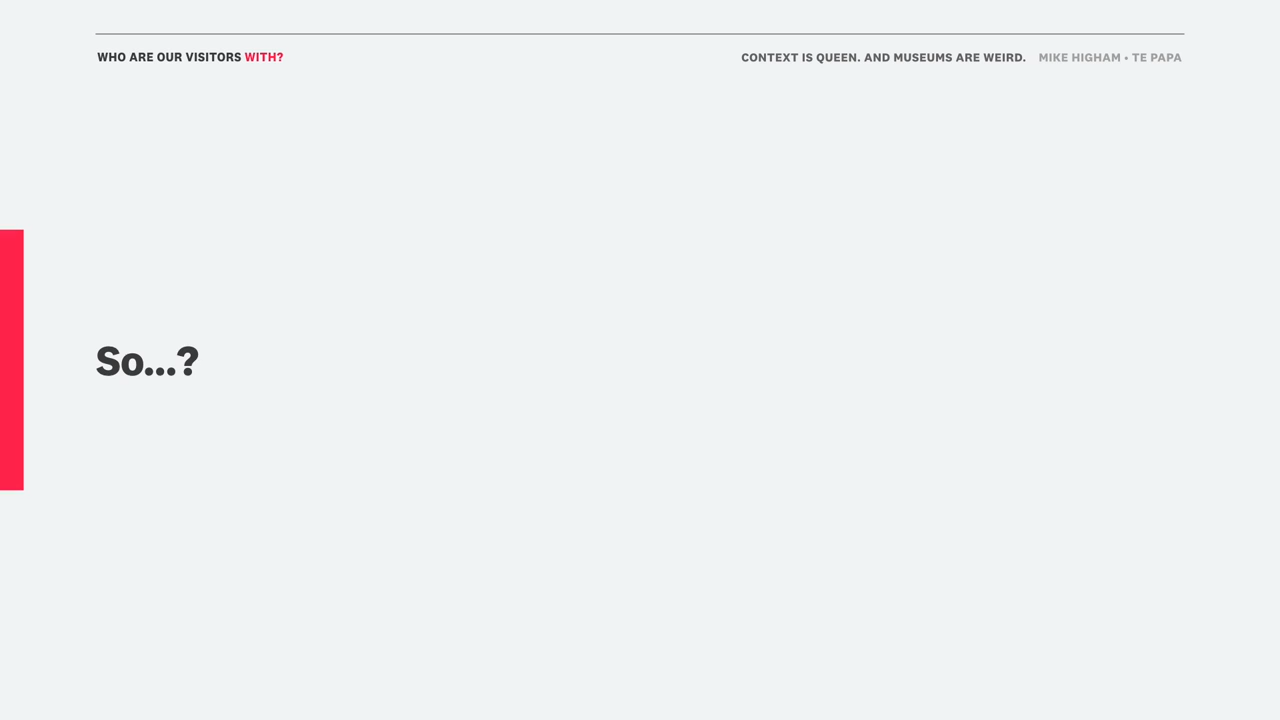 WHO ARE OUR VISITORS WITH?
CONTEXT IS QUEEN. AND MUSEUMS ARE WEIRD. MIKE HIGHAM • TE PAPA
So...?